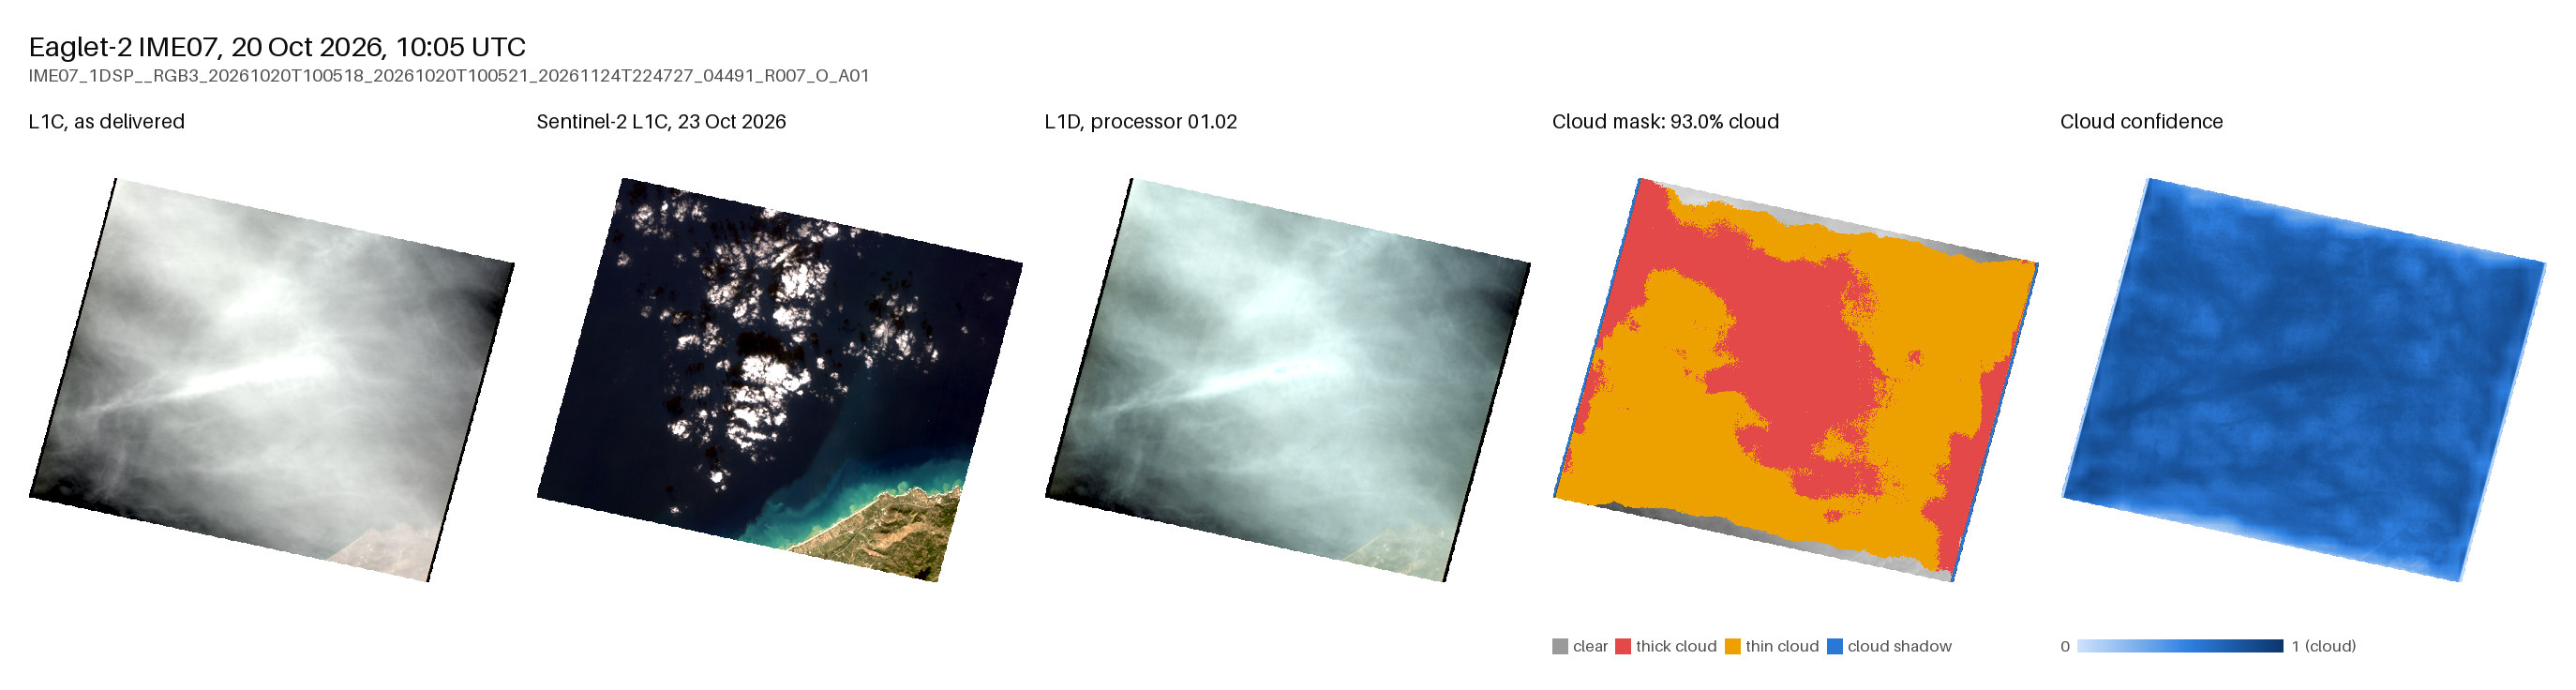 Eaglet-2 IME07, 20 Oct 2026, 10:05 UTC
IME07_1DSP__RGB3_20261020T100518_20261020T100521_20261124T224727_04491_R007_O_A01
L1C, as delivered
Sentinel-2 L1C, 23 Oct 2026
L1D, processor 01.02
Cloud mask: 93.0% cloud
Cloud confidence
clear
thick cloud
thin cloud
cloud shadow
0
1 (cloud)